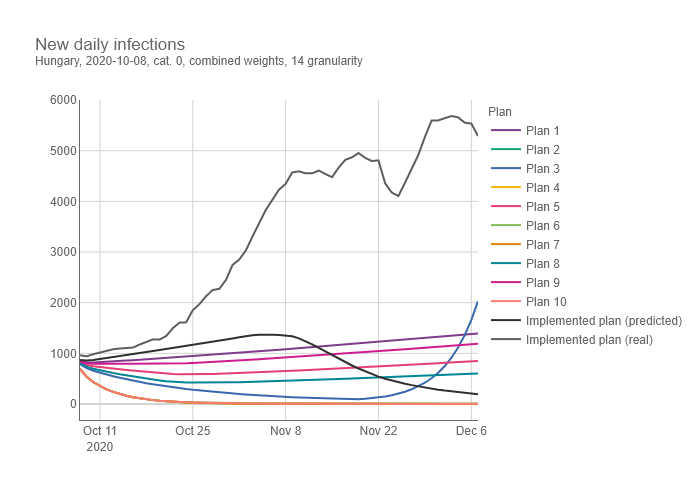 New daily infections
Hungary, 2020-10-08, cat. 0, combined weights, 14 granularity
6000
5000
4000
3000
2000
1000
0
Oct 11
2020
Oct 25
Nov 8
Nov 22
Dec 6
Plan
Plan 1
Plan 2
Plan 3
Plan 4
Plan 5
Plan 6
Plan 7
Plan 8
Plan 9
Plan 10
Implemented plan (predicted)
Implemented plan (real)